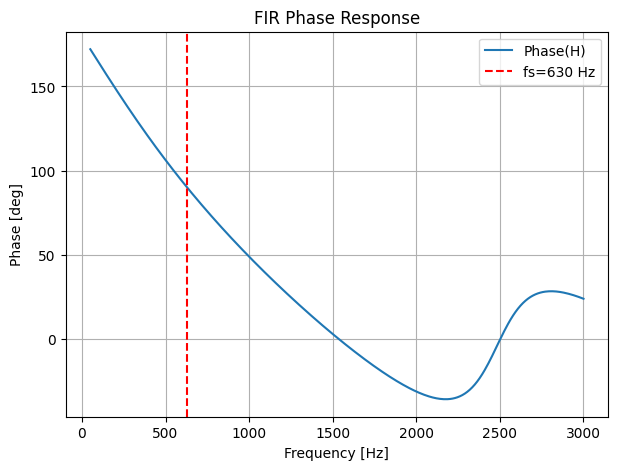 FIR Phase Response
Phase(H)
fs=630 Hz
Phase [deg]
150
100
50
0
0
500
1000
1500
2000
2500
3000
Frequency [Hz]